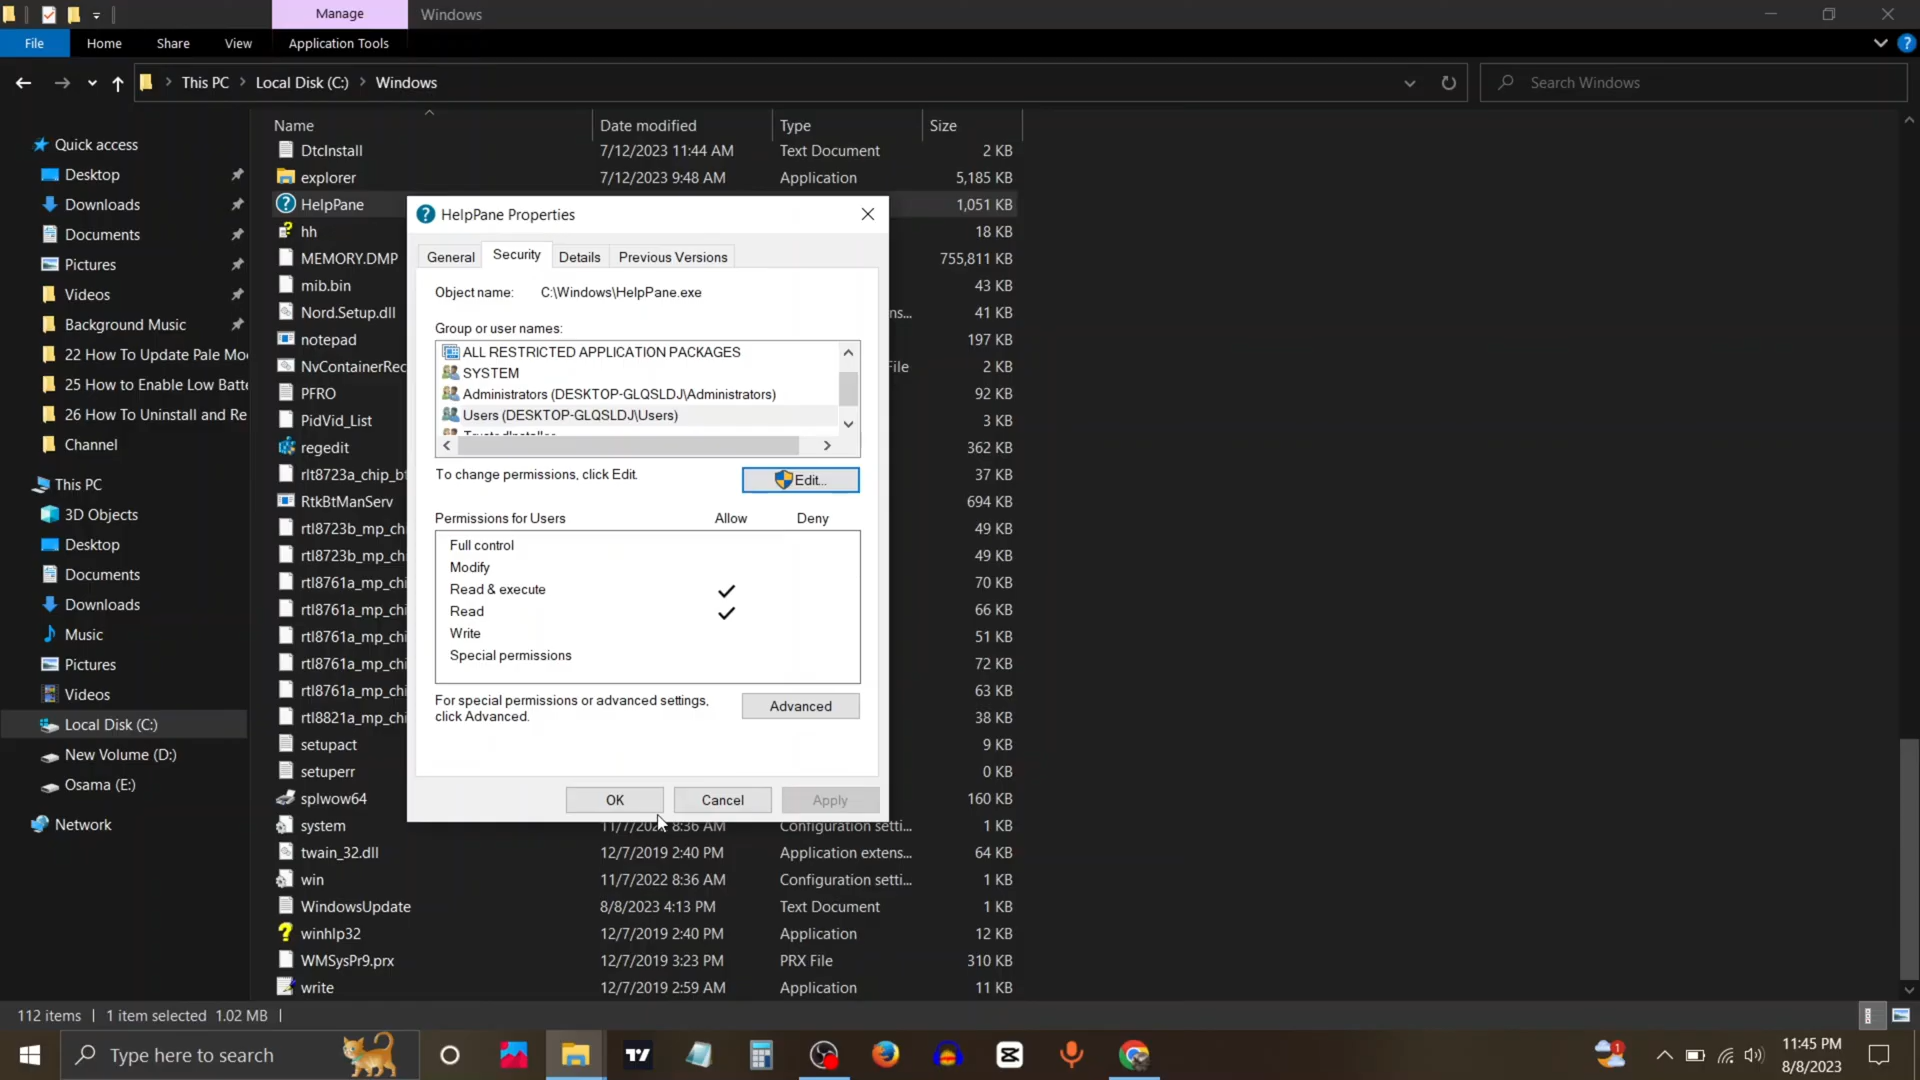 Manage
Windows
File
Home
Share
View
Application Tools
This PC
Local Disk (C:)
Windows
Search Windows
Name
Date modified
Type
Size
Quick access
Desktop
Downloads
Documents
Pictures
Videos
Background Music
22 How To Update Pale Mo
25 How to Enable Low Batt
26 How To Uninstall and Re
Channel
This PC
3D Objects
Desktop
Documents
Downloads
Music
Pictures
Videos
Local Disk (C:)
New Volume (D:)
Osama (E:)
Network
DtcInstall 7/12/2023 11:44 AM Text Document 2 KB
explorer 7/12/2023 9:48 AM Application 5,185 KB
HelpPane 1,051 KB
hh 18 KB
MEMORY.DMP 755,811 KB
mib.bin 43 KB
Nord.Setup.dll ns... 41 KB
notepad 197 KB
NvContainerRec File 2 KB
PFRO 92 KB
PidVid_List 3 KB
regedit 362 KB
rlt8723a_chip_bt 37 KB
RtkBtManServ 694 KB
rtl8723b_mp_chi 49 KB
rtl8723b_mp_chi 49 KB
rtl8761a_mp_chi 70 KB
rtl8761a_mp_chi 66 KB
rtl8761a_mp_chi 51 KB
rtl8761a_mp_chi 72 KB
rtl8761a_mp_chi 63 KB
rtl8821a_mp_chi 38 KB
setupact 9 KB
setuperr 0 KB
splwow64 160 KB
system 8:36 AM Configuration setti... 1 KB
twain_32.dll 12/7/2019 2:40 PM Application extens... 64 KB
win 11/7/2022 8:36 AM Configuration setti... 1 KB
WindowsUpdate 8/8/2023 4:13 PM Text Document 1 KB
winhlp32 12/7/2019 2:40 PM Application 12 KB
WMSysPr9.prx 12/7/2019 3:23 PM PRX File 310 KB
write 12/7/2019 2:59 AM Application 11 KB
HelpPane Properties
General
Security
Details
Previous Versions
Object name: C:\Windows\HelpPane.exe
Group or user names:
ALL RESTRICTED APPLICATION PACKAGES
SYSTEM
Administrators (DESKTOP-GLQSLDJ\Administrators)
Users (DESKTOP-GLQSLDJ\Users)
To change permissions, click Edit.
Edit...
Permissions for Users Allow Deny
Full control
Modify
Read & execute
Read
Write
Special permissions
For special permissions or advanced settings,
click Advanced.
Advanced
OK
Cancel
Apply
112 items
1 item selected 1.02 MB
Type here to search
1
11:45 PM
8/8/2023